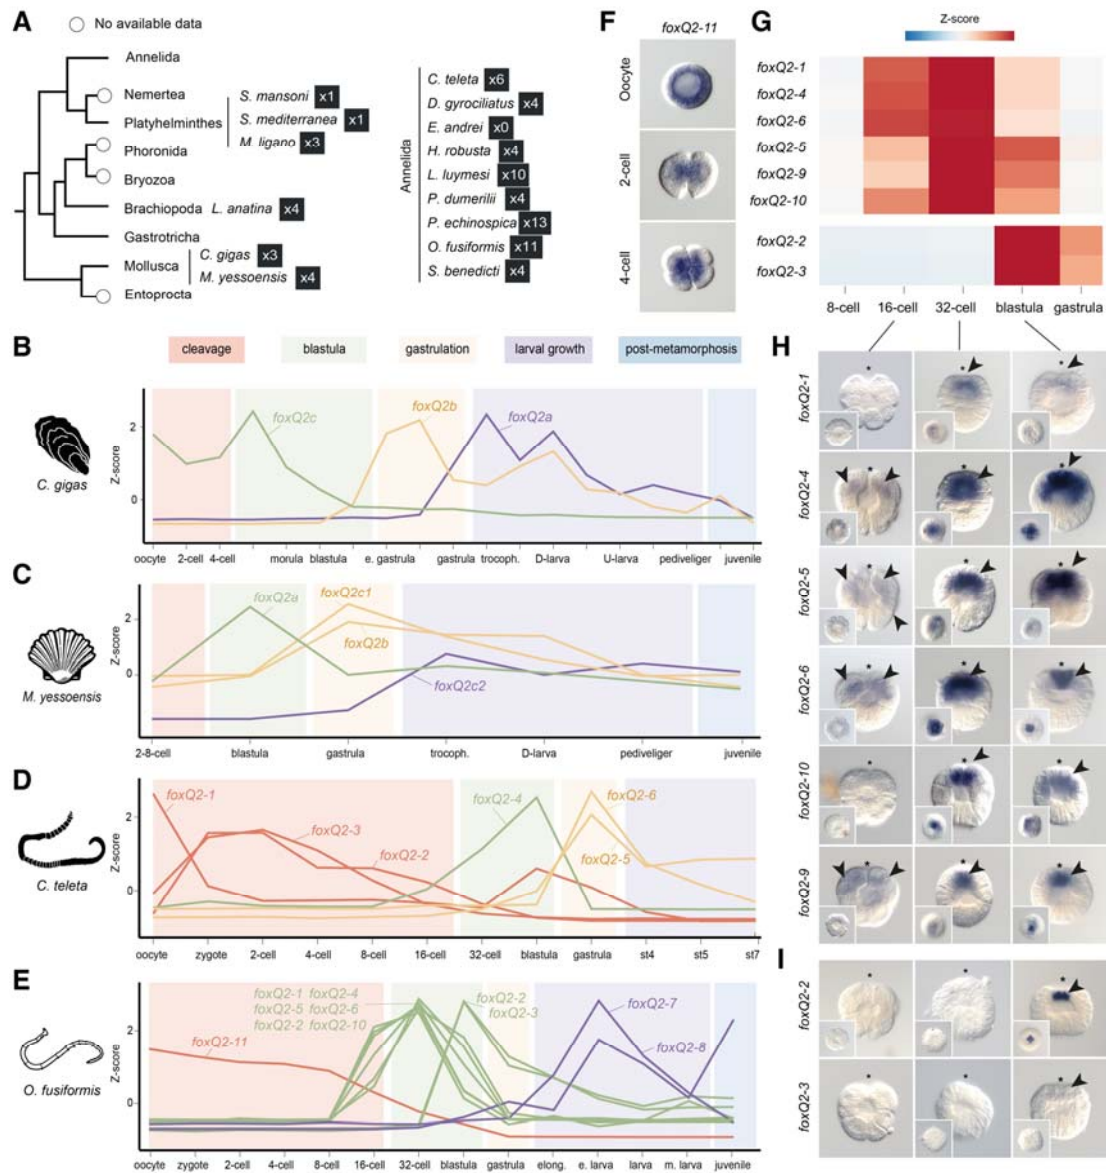 A
No available data
Annelida
Nemertea
Platyhelminthes
Phoronida
Bryozoa
Brachiopoda
Gastrotricha
Mollusca
Entoprocta
S. mansoni x1
S. mediterranea x1
M. ligano x3
L. anatina x4
C. gigas x3
M. yessoensis x4
Annelida
C. teleta x6
D. gyrociliatus x4
E. andrei x0
H. robusta x4
L. luymesi x10
P. dumerilii x4
P. echinospica x13
O. fusiformis x11
S. benedicti x4
F
foxQ2-11
Oocyte
2-cell
4-cell
G
Z-score
foxQ2-1
foxQ2-4
foxQ2-6
foxQ2-5
foxQ2-9
foxQ2-10
foxQ2-2
foxQ2-3
8-cell 16-cell 32-cell blastula gastrula
B
cleavage blastula gastrulation larval growth post-metamorphosis
C. gigas
Z-score
2
0
foxQ2c
foxQ2b
foxQ2a
oocyte 2-cell 4-cell morula blastula e. gastrula gastrula trocoph. D-larva U-larva pediveliger juvenile
C
M. yessoensis
Z-score
2
0
foxQ2a
foxQ2c1
foxQ2b
foxQ2c2
2-8-cell blastula gastrula trocoph. D-larva pediveliger juvenile
D
C. teleta
Z-score
2
0
foxQ2-1
foxQ2-3
foxQ2-2
foxQ2-4
foxQ2-6
foxQ2-5
oocyte zygote 2-cell 4-cell 8-cell 16-cell 32-cell blastula gastrula st4 st5 st7
E
O. fusiformis
Z-score
2
0
foxQ2-11
foxQ2-1 foxQ2-4
foxQ2-5 foxQ2-6
foxQ2-2 foxQ2-10
foxQ2-2
foxQ2-3
foxQ2-7
foxQ2-8
oocyte zygote 2-cell 4-cell 8-cell 16-cell 32-cell blastula gastrula elong. e. larva larva m. larva juvenile
H
foxQ2-1
*
*
*
foxQ2-4
*
*
*
foxQ2-5
*
*
*
foxQ2-6
*
*
*
foxQ2-10
*
*
*
foxQ2-9
*
*
*
I
foxQ2-2
*
*
*
foxQ2-3
*
*
*